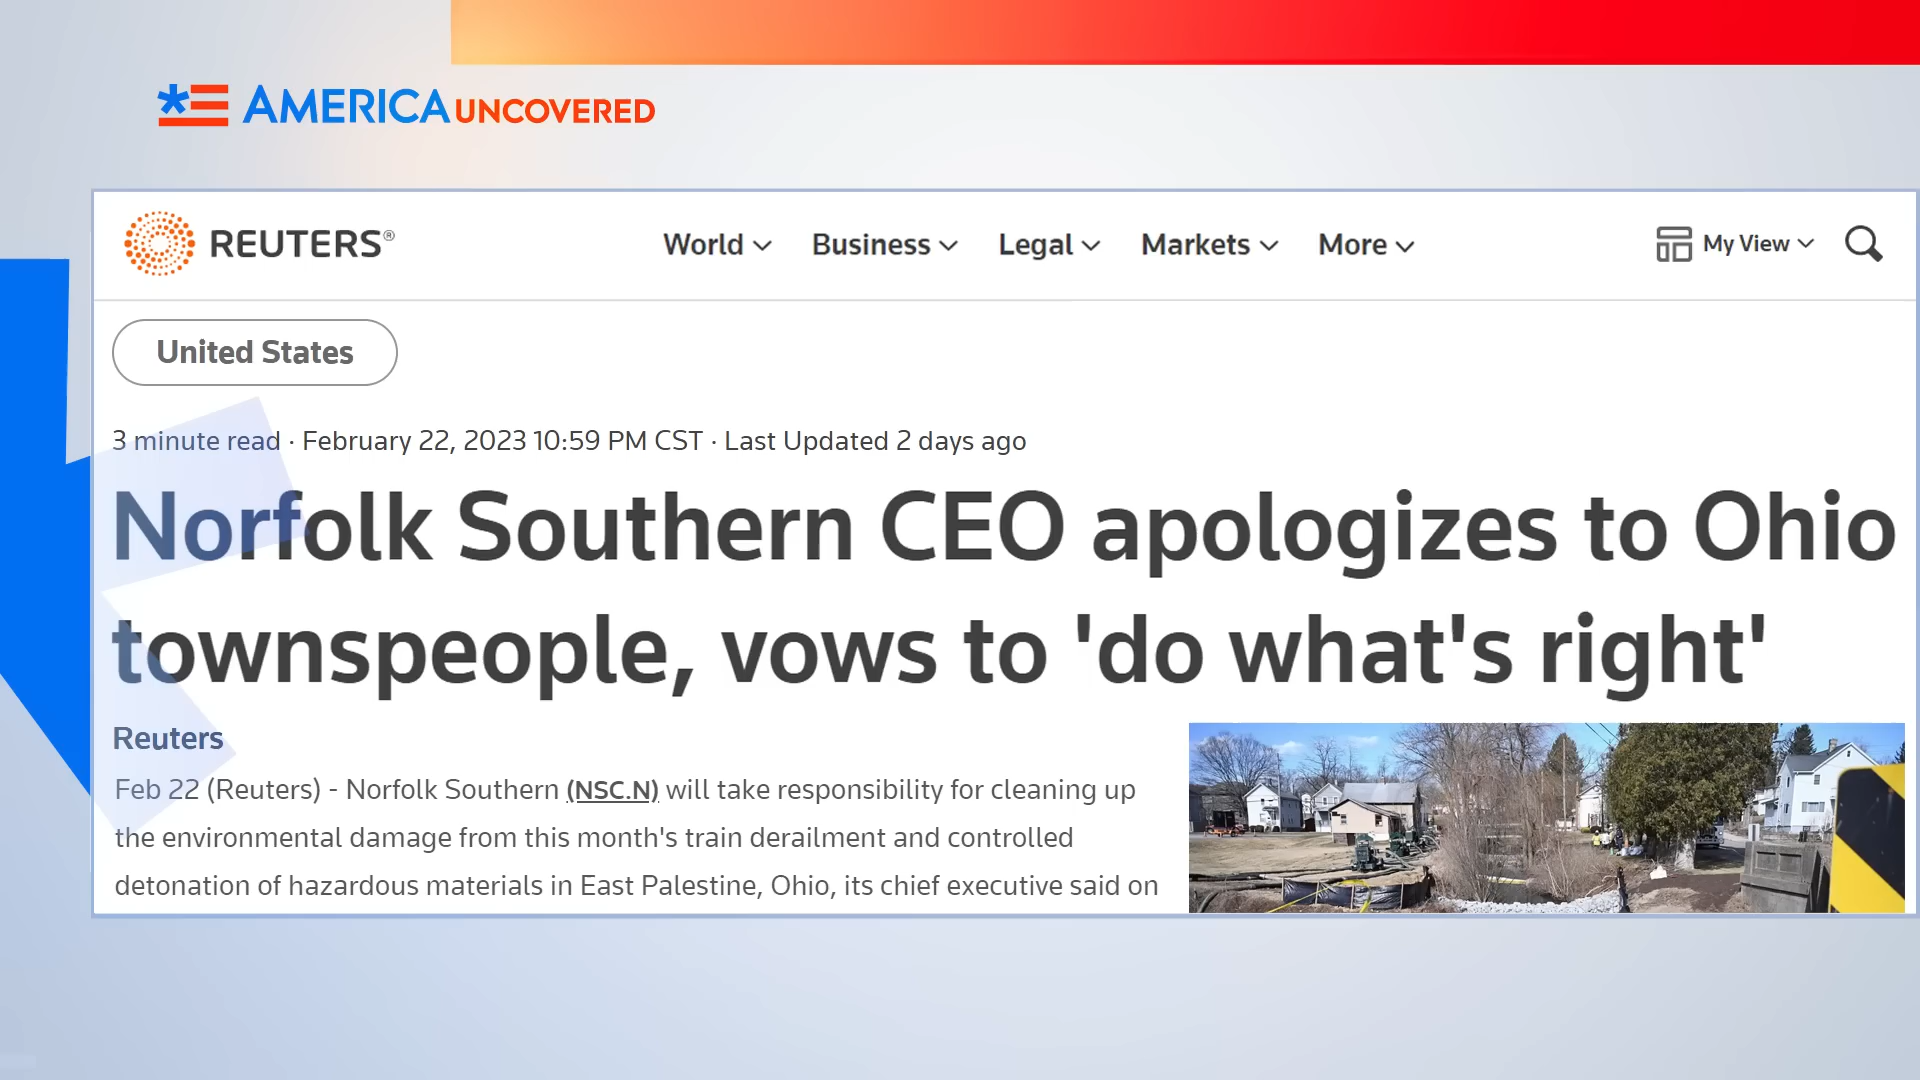 AMERICA UNCOVERED
REUTERS®
World Business Legal Markets More My View
United States
3 minute read · February 22, 2023 10:59 PM CST · Last Updated 2 days ago
Norfolk Southern CEO apologizes to Ohio
townspeople, vows to 'do what's right'
Reuters
Feb 22 (Reuters) - Norfolk Southern (NSC.N) will take responsibility for cleaning up
the environmental damage from this month's train derailment and controlled
detonation of hazardous materials in East Palestine, Ohio, its chief executive said on